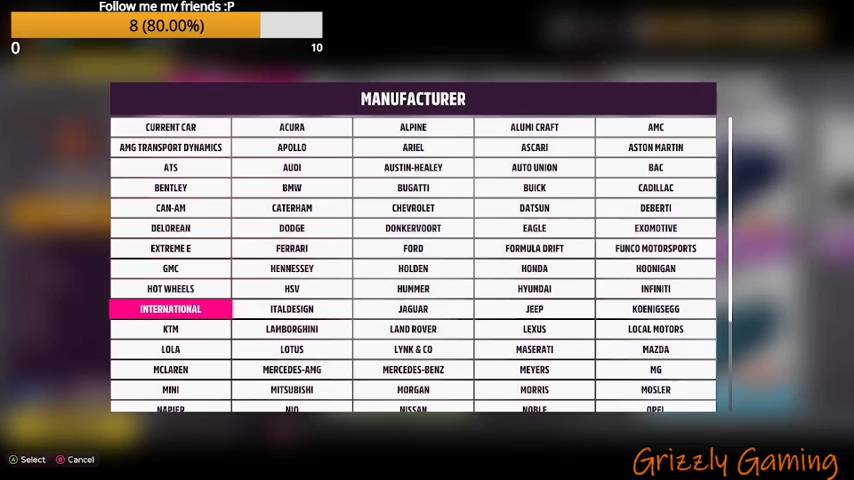 Follow me my friends :P
8 (80.00%)
0 10
MANUFACTURER
CURRENT CAR ACURA ALPINE ALUMI CRAFT AMC
AMG TRANSPORT DYNAMICS APOLLO ARIEL ASCARI ASTON MARTIN
ATS AUDI AUSTIN-HEALEY AUTO UNION BAC
BENTLEY BMW BUGATTI BUICK CADILLAC
CAN-AM CATERHAM CHEVROLET DATSUN DEBERTI
DELOREAN DODGE DONKERVOORT EAGLE EXOMOTIVE
EXTREME E FERRARI FORD FORMULA DRIFT FUNCO MOTORSPORTS
GMC HENNESSEY HOLDEN HONDA HOONIGAN
HOT WHEELS HSV HUMMER HYUNDAI INFINITI
INTERNATIONAL ITALDESIGN JAGUAR JEEP KOENIGSEGG
KTM LAMBORGHINI LAND ROVER LEXUS LOCAL MOTORS
LOLA LOTUS LYNK & CO MASERATI MAZDA
MCLAREN MERCEDES-AMG MERCEDES-BENZ MEYERS MG
MINI MITSUBISHI MORGAN MORRIS MOSLER
NAPIER NIO NISSAN NOBLE OPEL
A Select B Cancel
Grizzly Gaming